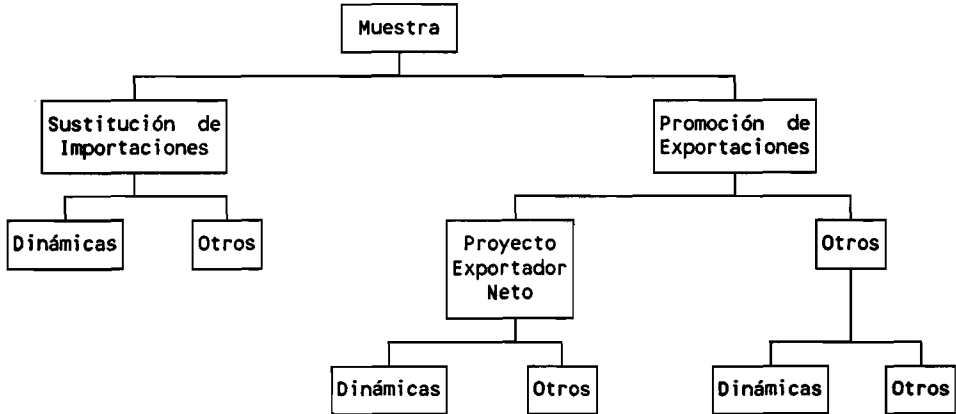 Muestra
Sustitución de
Importaciones
Promoción de
Exportaciones
Dinámicas
Otros
Proyecto
Exportador
Neto
Otros
Dinámicas
Otros
Dinámicas
Otros